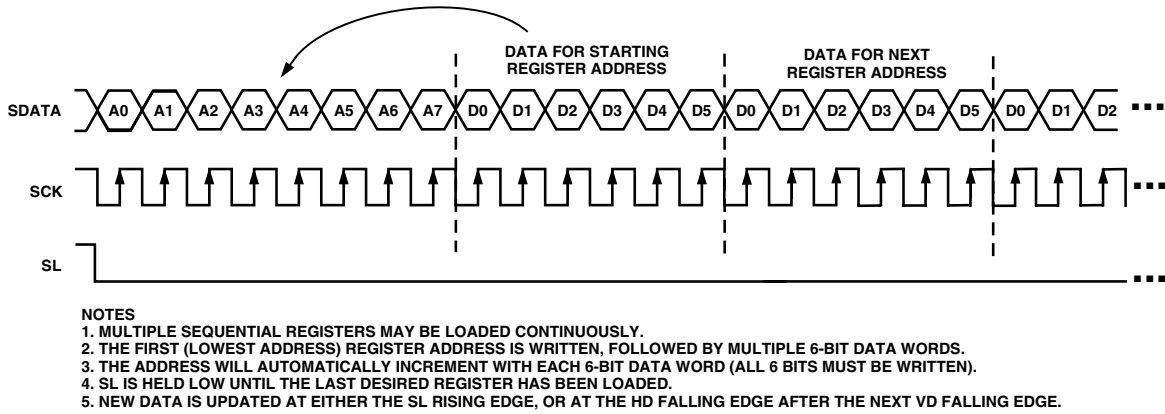 DATA FOR STARTING
REGISTER ADDRESS
DATA FOR NEXT
REGISTER ADDRESS
SDATA A0 A1 A2 A3 A4 A5 A6 A7 D0 D1 D2 D3 D4 D5 D0 D1 D2 D3 D4 D5 D0 D1 D2
SCK
SL
NOTES
1. MULTIPLE SEQUENTIAL REGISTERS MAY BE LOADED CONTINUOUSLY.
2. THE FIRST (LOWEST ADDRESS) REGISTER ADDRESS IS WRITTEN, FOLLOWED BY MULTIPLE 6-BIT DATA WORDS.
3. THE ADDRESS WILL AUTOMATICALLY INCREMENT WITH EACH 6-BIT DATA WORD (ALL 6 BITS MUST BE WRITTEN).
4. SL IS HELD LOW UNTIL THE LAST DESIRED REGISTER HAS BEEN LOADED.
5. NEW DATA IS UPDATED AT EITHER THE SL RISING EDGE, OR AT THE HD FALLING EDGE AFTER THE NEXT VD FALLING EDGE.